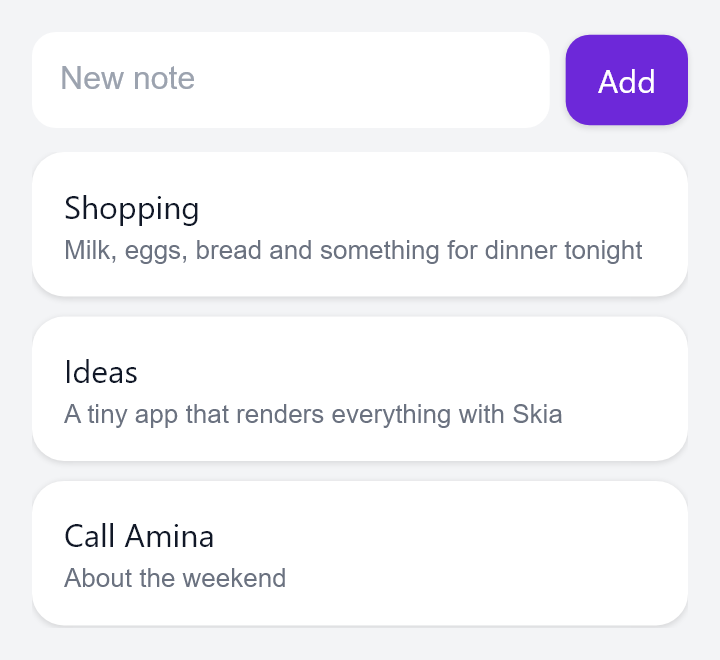 New note
Add
Shopping
Milk, eggs, bread and something for dinner tonight
Ideas
A tiny app that renders everything with Skia
Call Amina
About the weekend